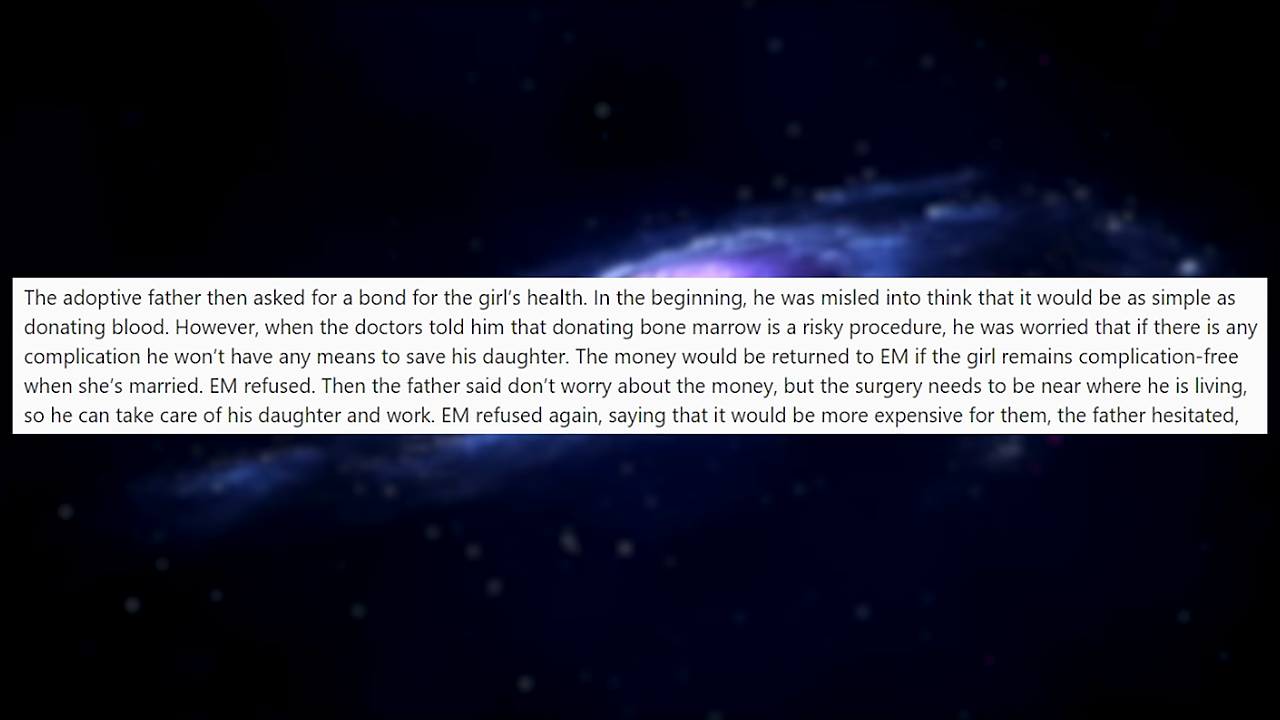 The adoptive father then asked for a bond for the girl’s health. In the beginning, he was misled into think that it would be as simple as
donating blood. However, when the doctors told him that donating bone marrow is a risky procedure, he was worried that if there is any
complication he won’t have any means to save his daughter. The money would be returned to EM if the girl remains complication-free
when she’s married. EM refused. Then the father said don’t worry about the money, but the surgery needs to be near where he is living,
so he can take care of his daughter and work. EM refused again, saying that it would be more expensive for them, the father hesitated,